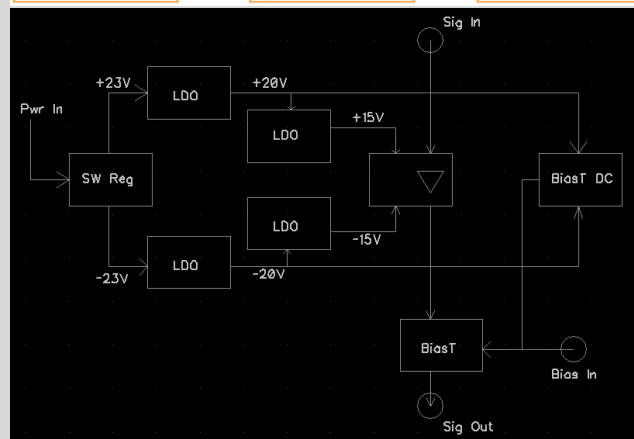 Sig In
+23V
LDO
+20V
Pwr In
LDO
+15V
SW Reg
BiasT DC
LDO
-15V
-23V
LDO
-20V
BiasT
Bias In
Sig Out